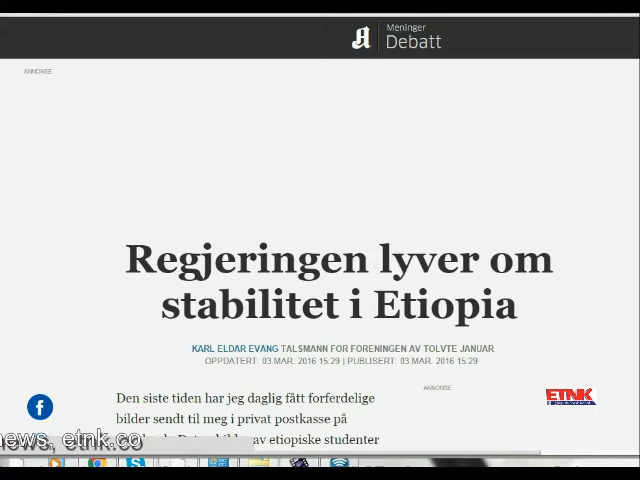 Meninger
Debatt
ANNONSE
Regjeringen lyver om
stabilitet i Etiopia
KARL ELDAR EVANG TALSMANN FOR FORENINGEN AV TOLVTE JANUAR
OPPDATERT: 03.MAR. 2016 15:29 | PUBLISERT: 03.MAR. 2016 15:29
ANNONSE
Den siste tiden har jeg daglig fått forferdelige
bilder sendt til meg i privat postkasse på
av etiopiske studenter
ETNK
news, etnk.co